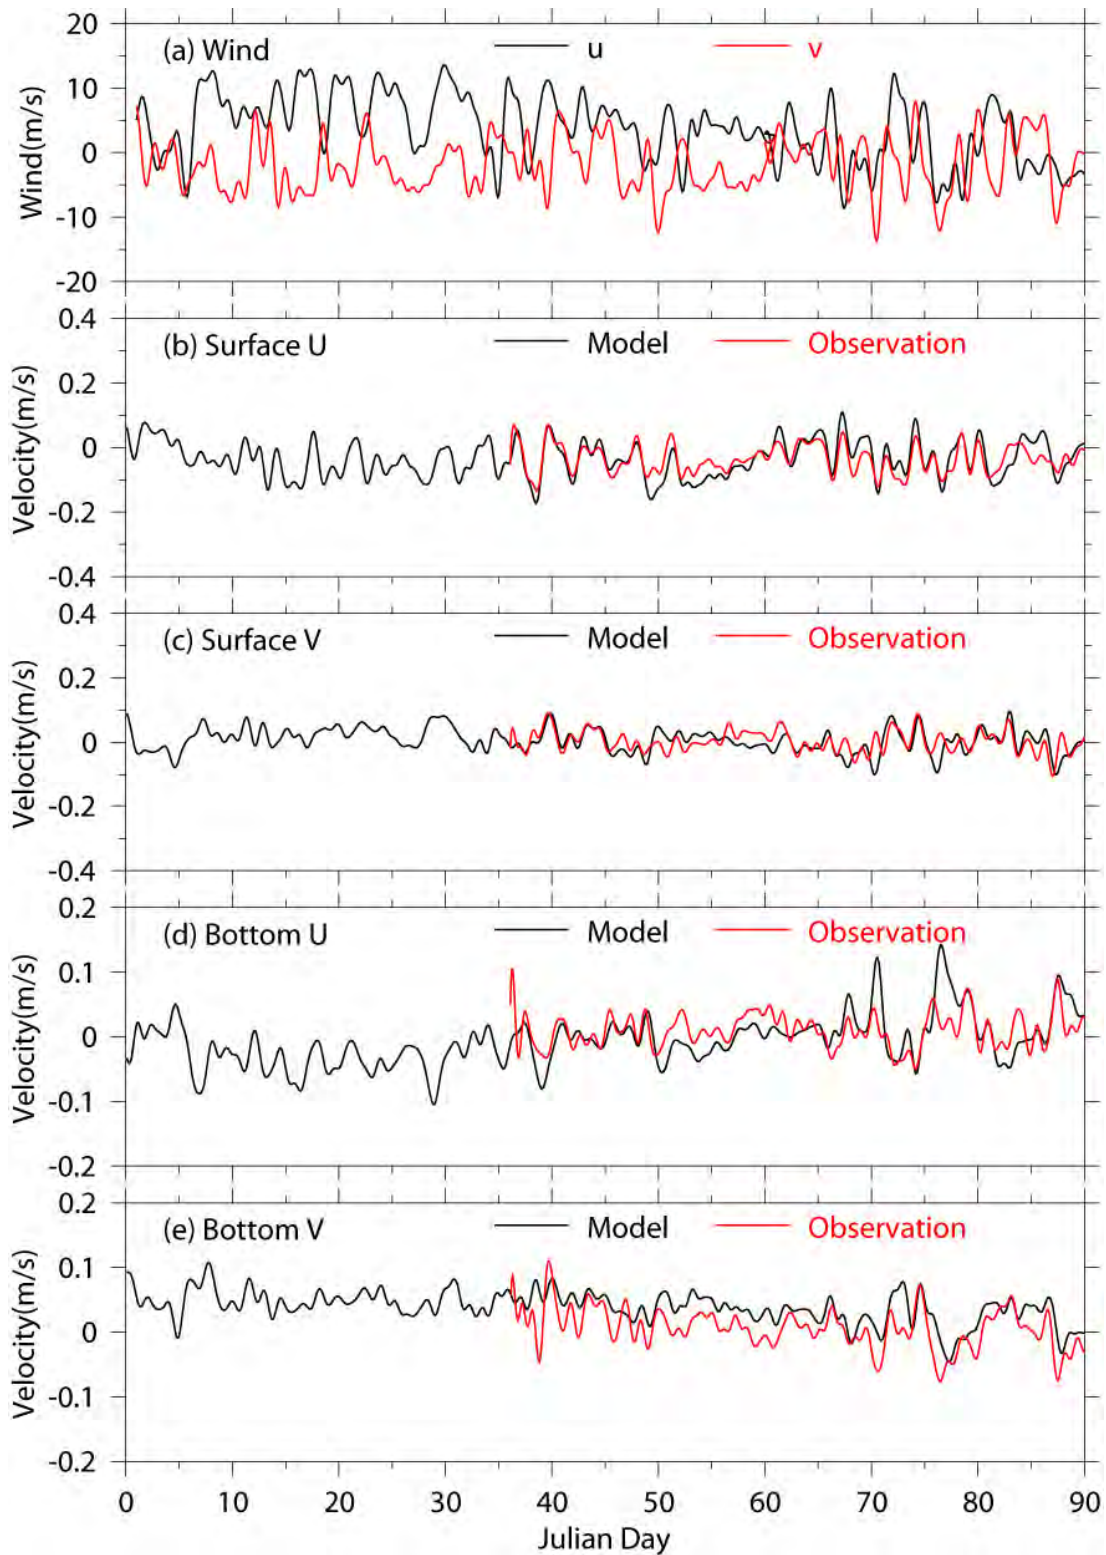 20
(a) Wind u v
10
0
-10
-20
Wind(m/s)
0.4
(b) Surface U Model Observation
0.2
0
-0.2
-0.4
Velocity(m/s)
0.4
(c) Surface V Model Observation
0.2
0
-0.2
-0.4
Velocity(m/s)
0.2
(d) Bottom U Model Observation
0.1
0
-0.1
-0.2
Velocity(m/s)
0.2
(e) Bottom V Model Observation
0.1
0
-0.1
-0.2
Velocity(m/s)
0 10 20 30 40 50 60 70 80 90
Julian Day